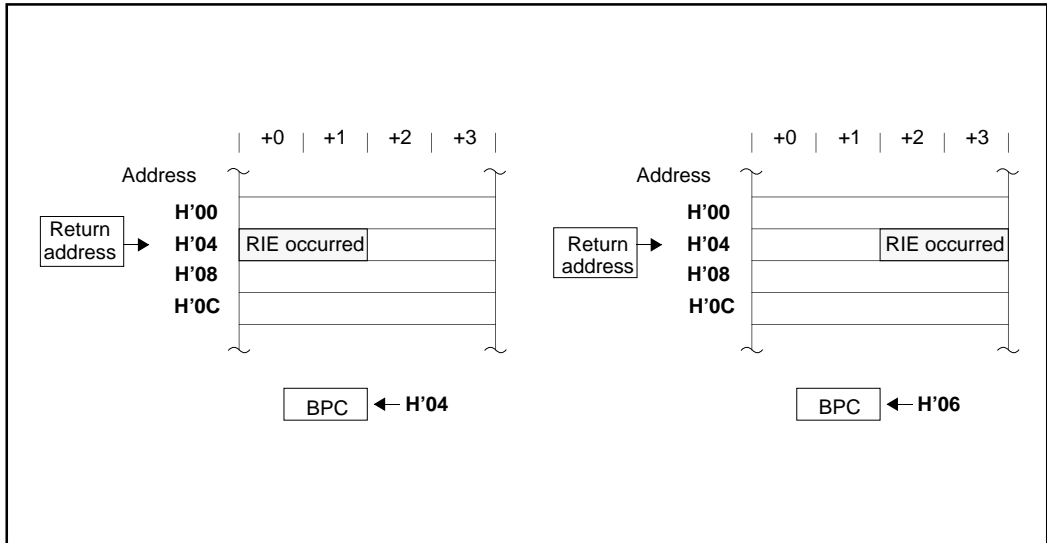 | +0 | +1 | +2 | +3 |
Address
H’00
Return address
H’04
RIE occurred
H’08
H’0C
BPC
H’04
| +0 | +1 | +2 | +3 |
Address
H’00
Return address
H’04
RIE occurred
H’08
H’0C
BPC
H’06